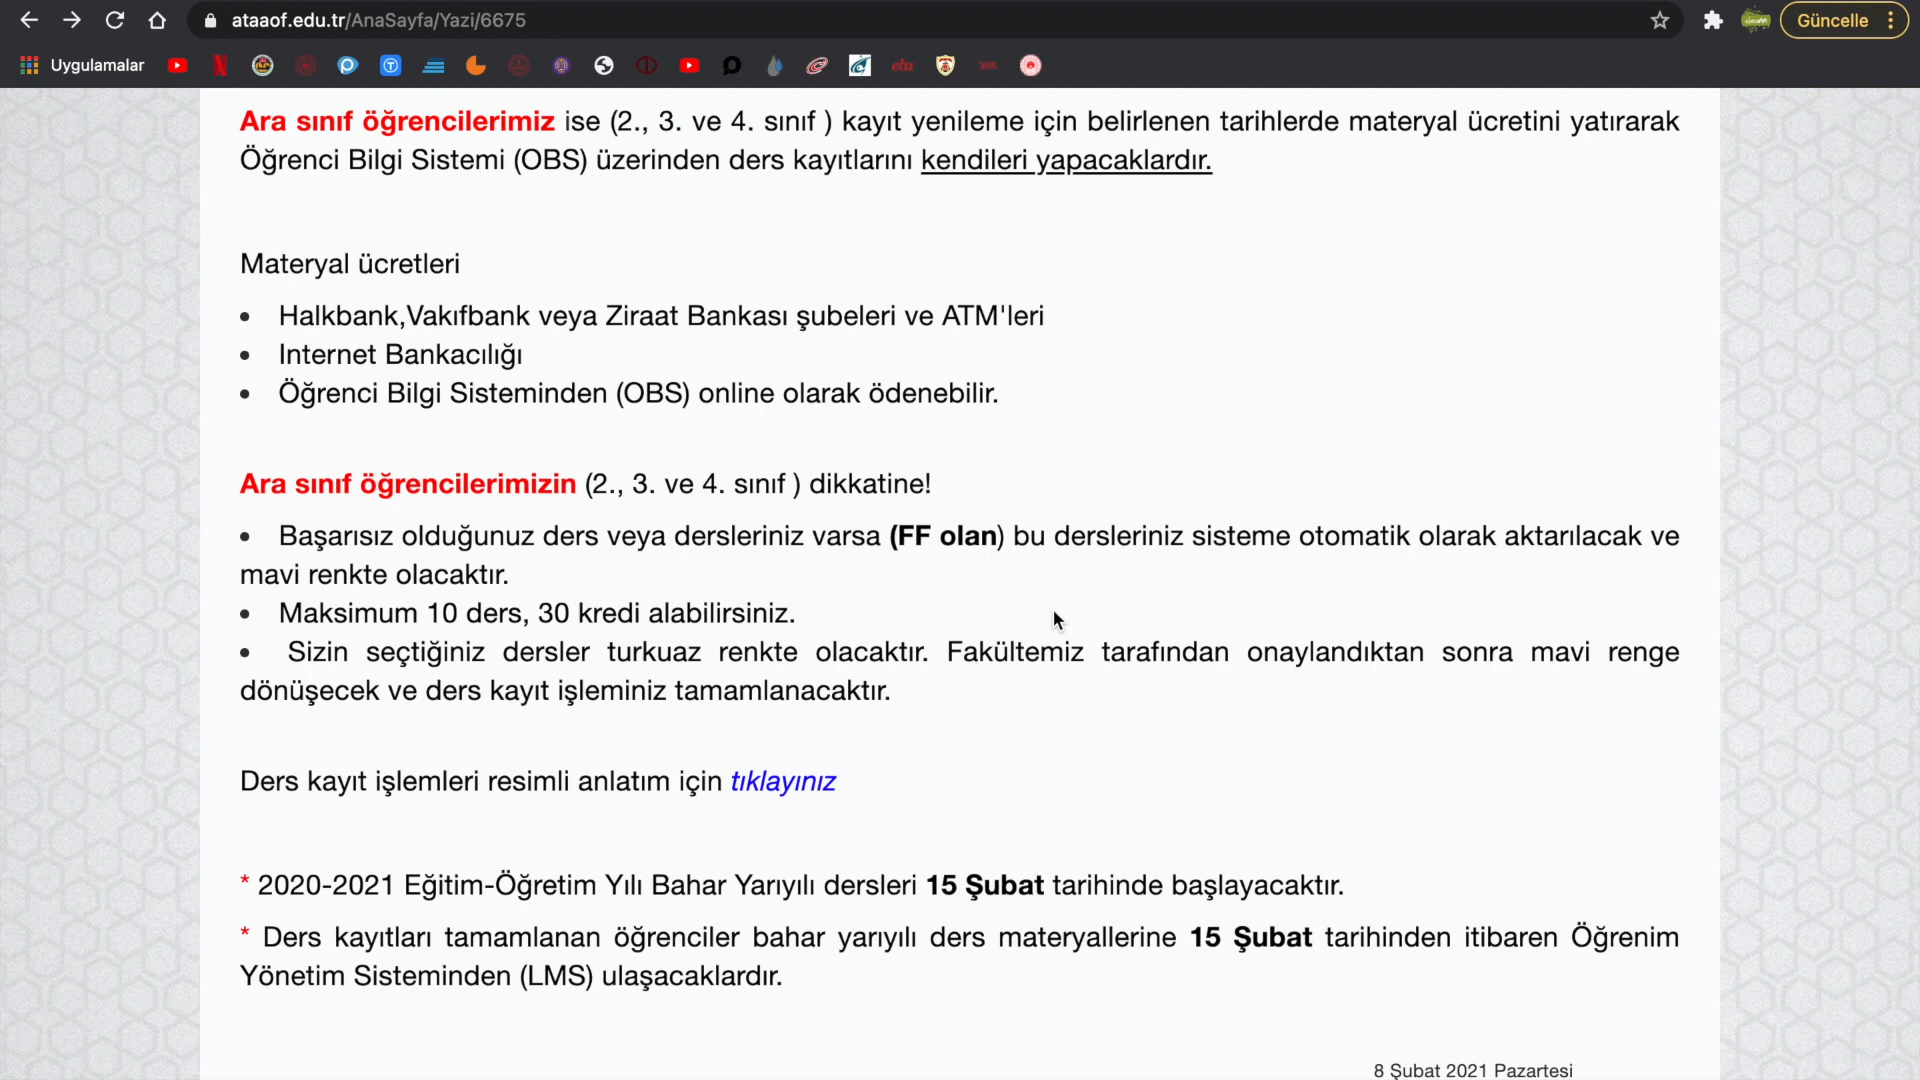 ataaof.edu.tr/AnaSayfa/Yazi/6675
Güncelle
Uygulamalar
Ara sınıf öğrencilerimiz ise (2., 3. ve 4. sınıf ) kayıt yenileme için belirlenen tarihlerde materyal ücretini yatırarak
Öğrenci Bilgi Sistemi (OBS) üzerinden ders kayıtlarını kendileri yapacaklardır.
Materyal ücretleri
• Halkbank,Vakıfbank veya Ziraat Bankası şubeleri ve ATM'leri
• Internet Bankacılığı
• Öğrenci Bilgi Sisteminden (OBS) online olarak ödenebilir.
Ara sınıf öğrencilerimizin (2., 3. ve 4. sınıf ) dikkatine!
• Başarısız olduğunuz ders veya dersleriniz varsa (FF olan) bu dersleriniz sisteme otomatik olarak aktarılacak ve
mavi renkte olacaktır.
• Maksimum 10 ders, 30 kredi alabilirsiniz.
• Sizin seçtiğiniz dersler turkuaz renkte olacaktır. Fakültemiz tarafından onaylandıktan sonra mavi renge
dönüşecek ve ders kayıt işleminiz tamamlanacaktır.
Ders kayıt işlemleri resimli anlatım için tıklayınız
* 2020-2021 Eğitim-Öğretim Yılı Bahar Yarıyılı dersleri 15 Şubat tarihinde başlayacaktır.
* Ders kayıtları tamamlanan öğrenciler bahar yarıyılı ders materyallerine 15 Şubat tarihinden itibaren Öğrenim
Yönetim Sisteminden (LMS) ulaşacaklardır.
8 Şubat 2021 Pazartesi